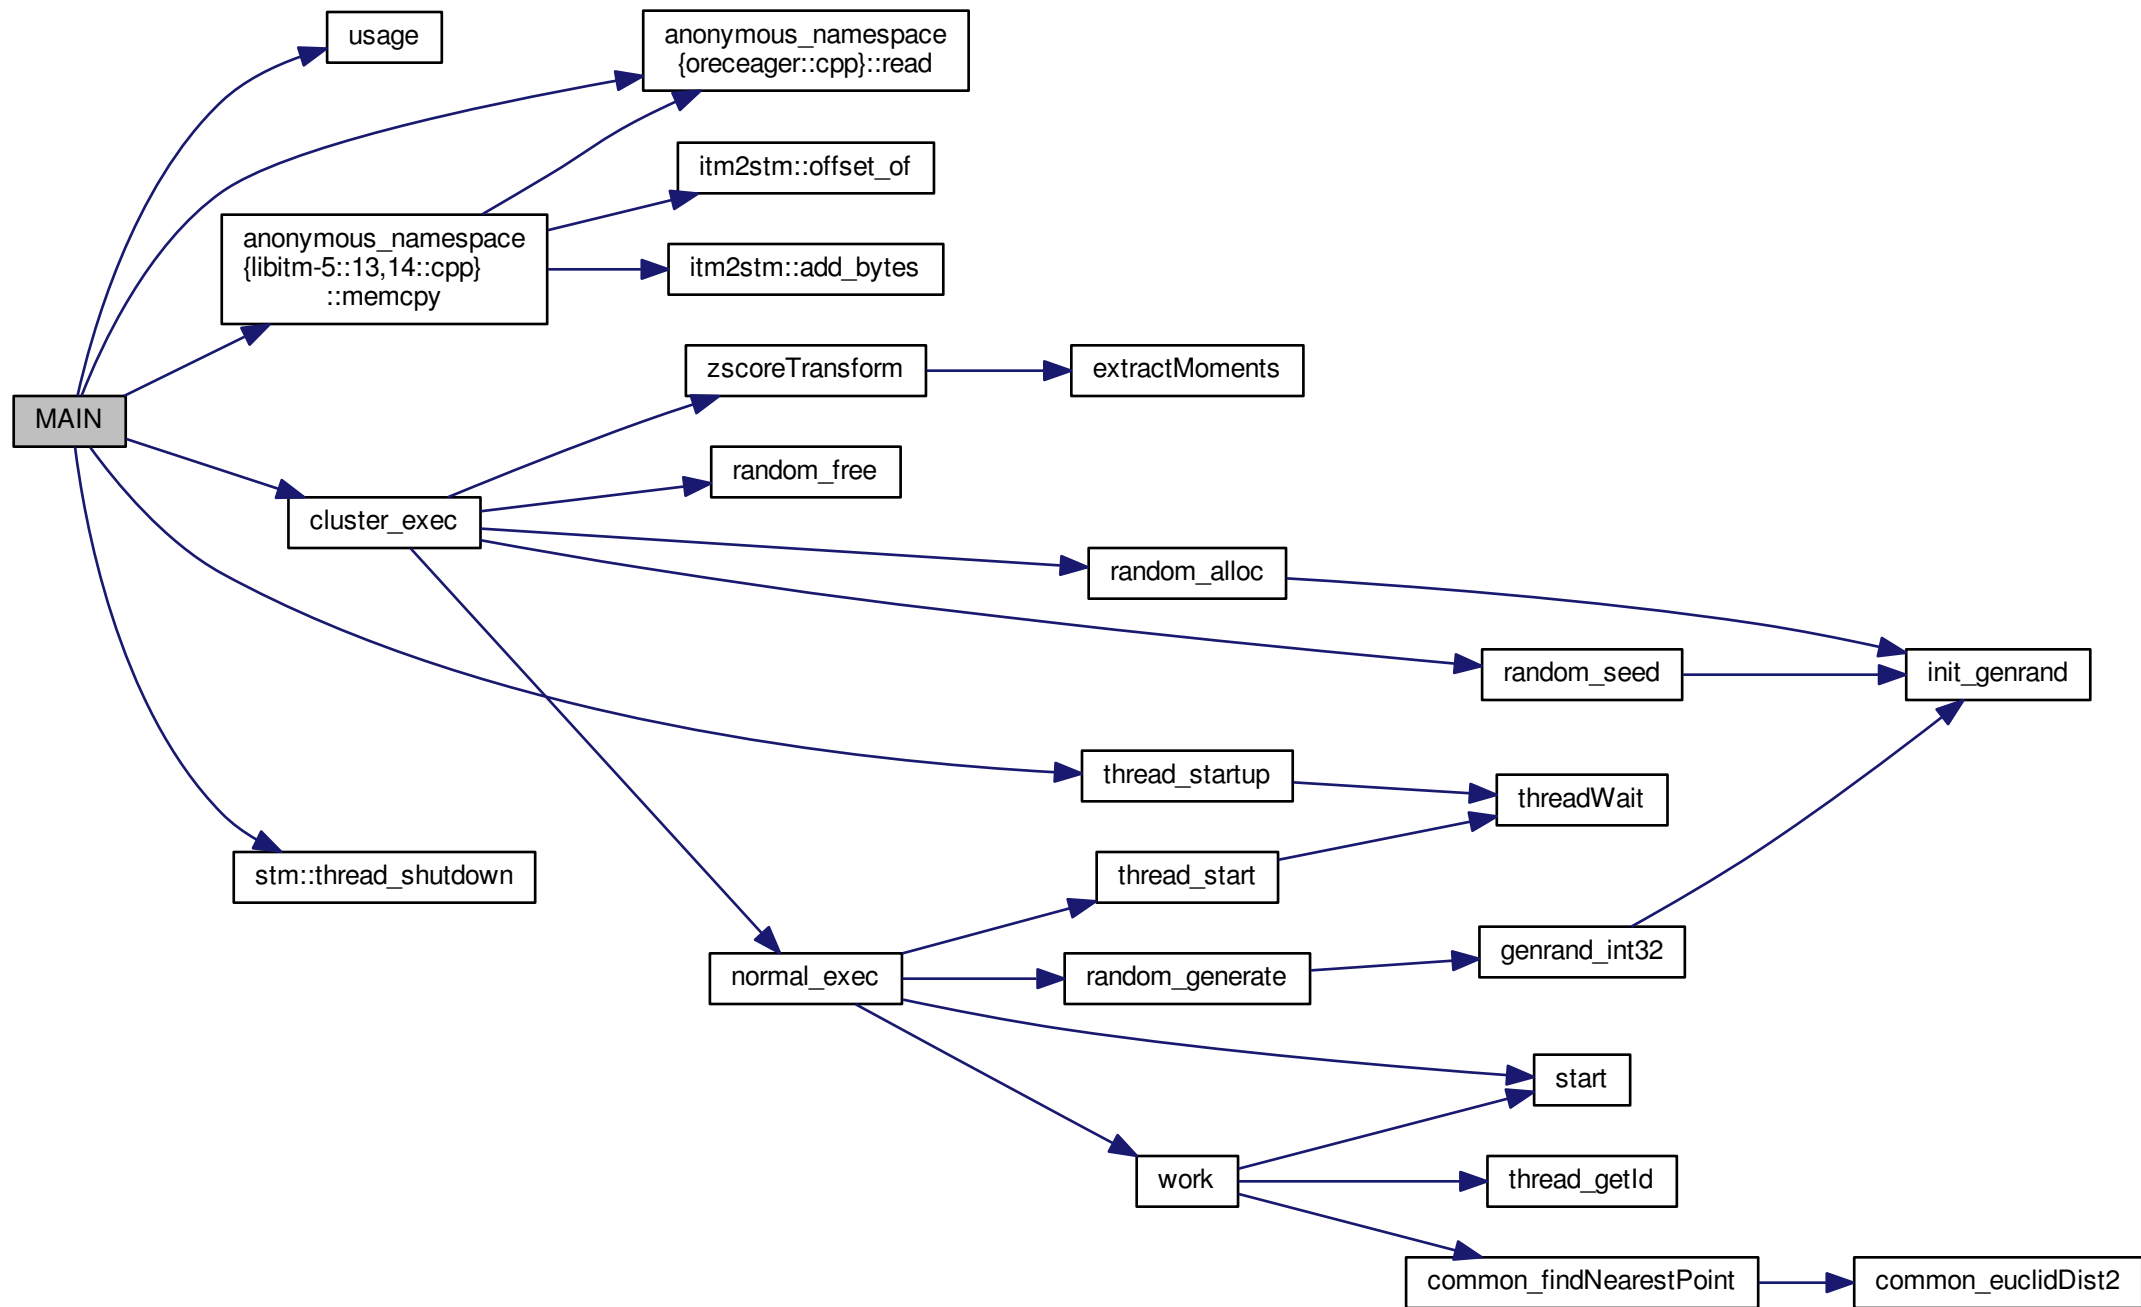 usage
anonymous_namespace
{oreceager::cpp}::read
itm2stm::offset_of
anonymous_namespace
{libitm-5::13,14::cpp}
::memcpy
itm2stm::add_bytes
zscoreTransform
extractMoments
MAIN
random_free
cluster_exec
random_alloc
random_seed
init_genrand
thread_startup
threadWait
stm::thread_shutdown
thread_start
genrand_int32
normal_exec
random_generate
start
work
thread_getId
common_findNearestPoint
common_euclidDist2